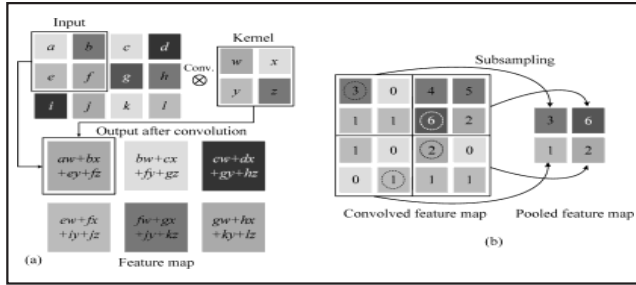 Input
Kernel
a b c d
e f g h
i j k l
Conv.
⊗
w x
y z
Output after convolution
aw+bx
+ey+fz
bw+cx
+fy+gz
cw+dx
+gy+hz
ew+fx
+iy+jz
fw+gx
+jy+kz
gw+hx
+ky+lz
(a)
Feature map
Subsampling
3 0 4 5
1 1 6 2
1 0 2 0
0 1 1 1
3 6
1 2
Convolved feature map
Pooled feature map
(b)